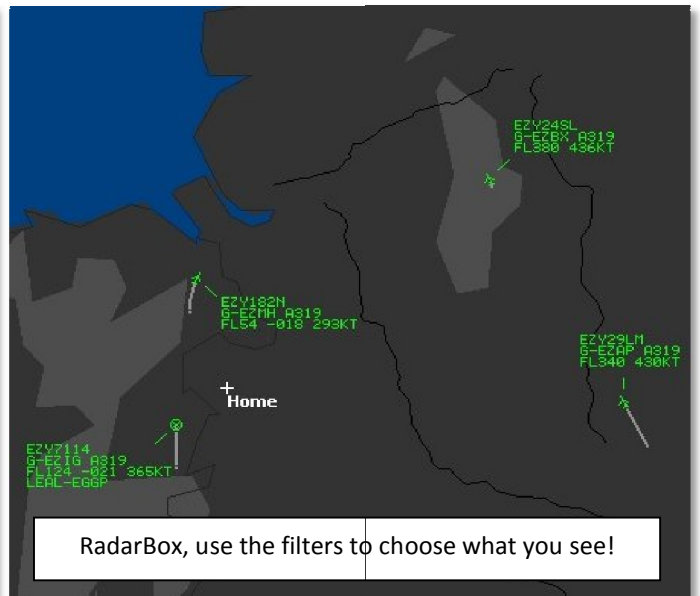 EZY24SL
G-EZBX A319
FL380 436KT
EZY182N
G-EZMH A319
FL54 -018 293KT
EZY29LM
G-EZAP A319
FL340 430KT
Home
EZY7114
G-EZIG A319
FL124 -021 365KT
LEAL-EGGP
RadarBox, use the filters to choose what you see!